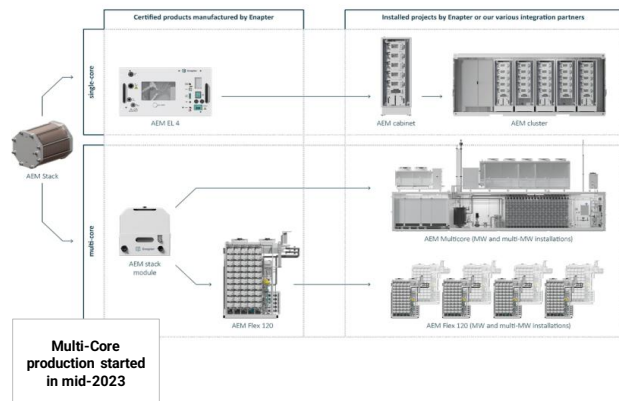 Certified products manufactured by Enapter
Installed projects by Enapter or our various integration partners
single-core
Enapter
AEM EL 4
AEM cabinet
AEM cluster
AEM Stack
multi-core
AEM-stack
module
AEM Flex 120
AEM Multicore (MW and multi-MW installations)
AEM Flex 120 (MW and multi-MW installations)
Multi-Core
production started
in mid-2023